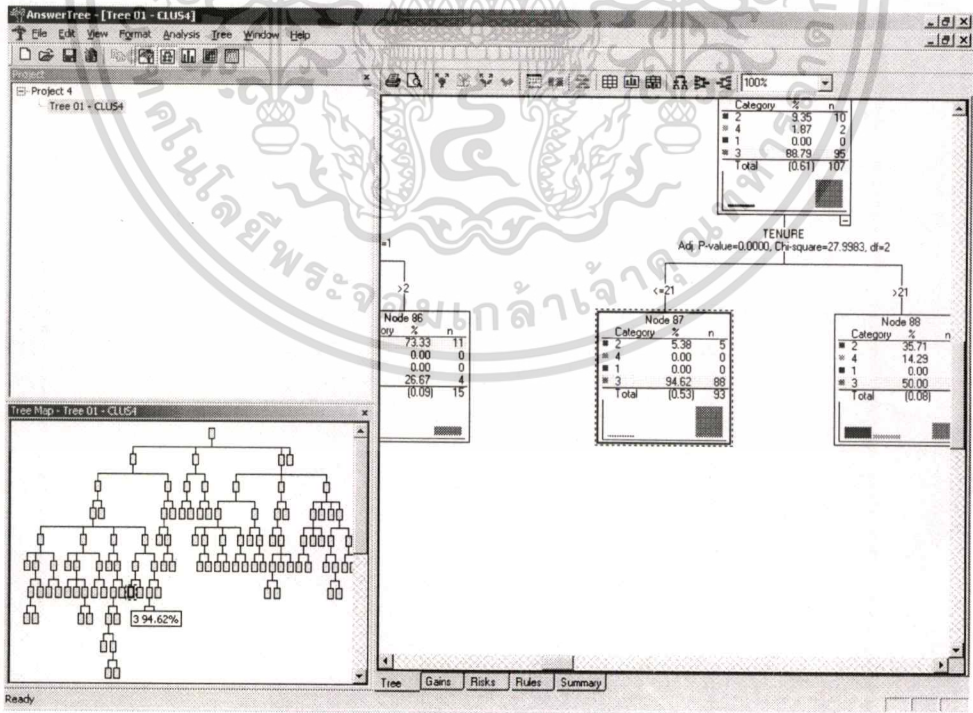 AnswerTree - [Tree 01 - CLUS4]
File Edit View Format Analysis Tree Window Help
Project
Project 4
Tree 01 - CLUS4
100%
Category % n
2 9.35 10
4 1.87 2
1 0.00 0
3 88.79 95
Total (0.61) 107
TENURE
Adj. P-value=0.0000, Chi-square=27.9983, df=2
=1
>2
<=21
>21
Node 86
ory % n
73.33 11
0.00 0
0.00 0
26.67 4
(0.09) 15
Node 87
Category % n
2 5.38 5
4 0.00 0
1 0.00 0
3 94.62 88
Total (0.53) 93
Node 88
Category % n
2 35.71
4 14.29
1 0.00
3 50.00
Total (0.08)
Tree Map - Tree 01 - CLUS4
3 94.62%
Tree Gains Risks Rules Summary
Ready